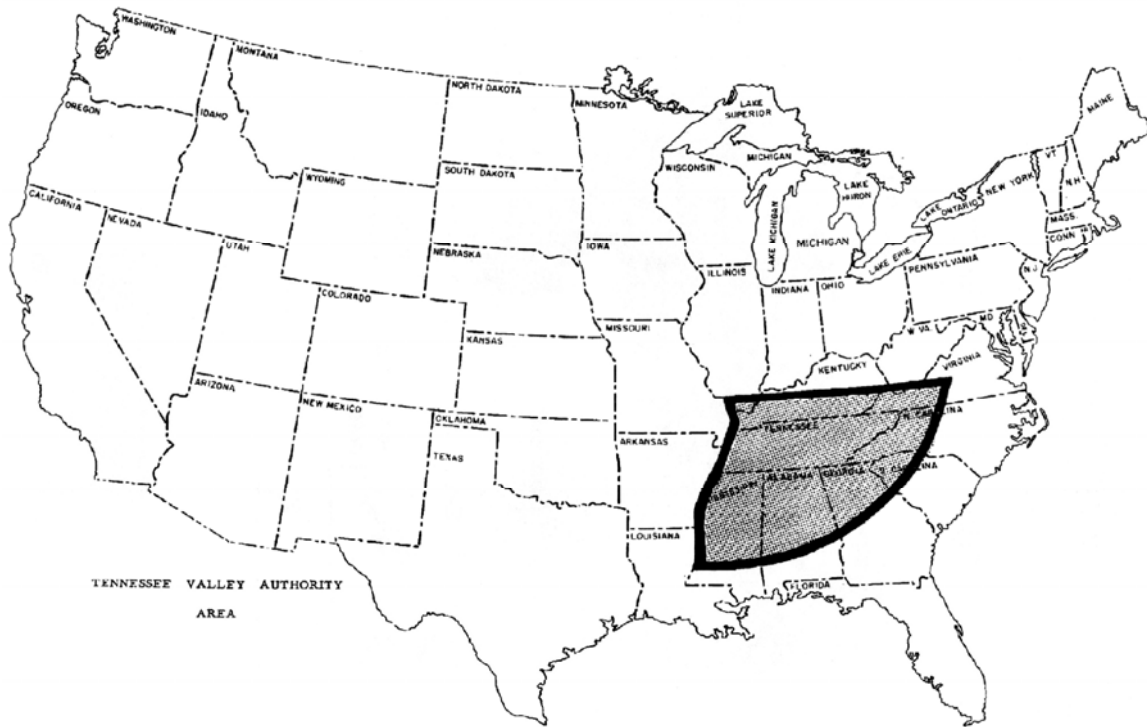 WASHINGTON
MONTANA
NORTH DAKOTA
MINNESOTA
LAKE
SUPERIOR
MAINE
OREGON
IDAHO
WISCONSIN
MICHIGAN
VT.
N.H.
SOUTH DAKOTA
WYOMING
LAKE
HURON
LAKE
ONTARIO
NEW YORK
MASS.
CONN
CALIFORNIA
NEVADA
UTAH
NEBRASKA
IOWA
LAKE MICHIGAN
MICHIGAN
LAKE ERIE
PENNSYLVANIA
N.J.
ILLINOIS
INDIANA
OHIO
COLORADO
KANSAS
MISSOURI
W VA.
MD.
KENTUCKY
VIRGINIA
ARIZONA
NEW MEXICO
OKLAHOMA
TEXAS
ARKANSAS
TENNESSEE
N. CAROLINA
MISSISSIPPI
ALABAMA
GEORGIA
S. CAROLINA
LOUISIANA
FLORIDA
TENNESSEE VALLEY AUTHORITY
AREA